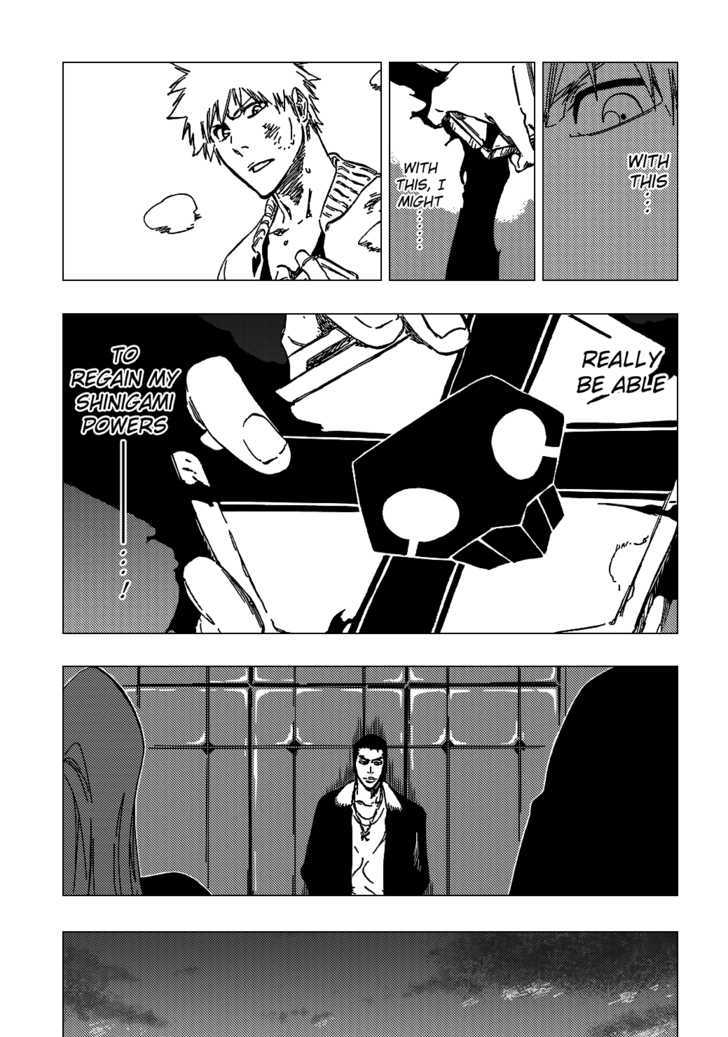 WITH
THIS
......
WITH
THIS, I
MIGHT
........
REALLY
BE ABLE
TO
REGAIN MY
SHINIGAMI
POWERS
—...!